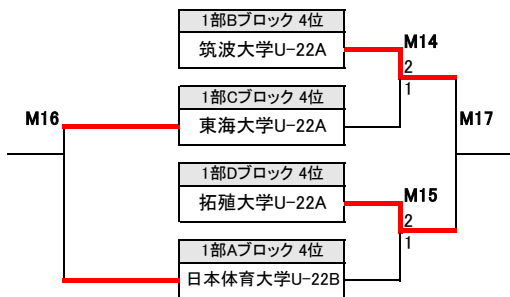 1部Bブロック 4位
筑波大学U-22A
M14
2
1
1部Cブロック 4位
東海大学U-22A
M16
M17
1部Dブロック 4位
拓殖大学U-22A
M15
2
1
1部Aブロック 4位
日本体育大学U-22B